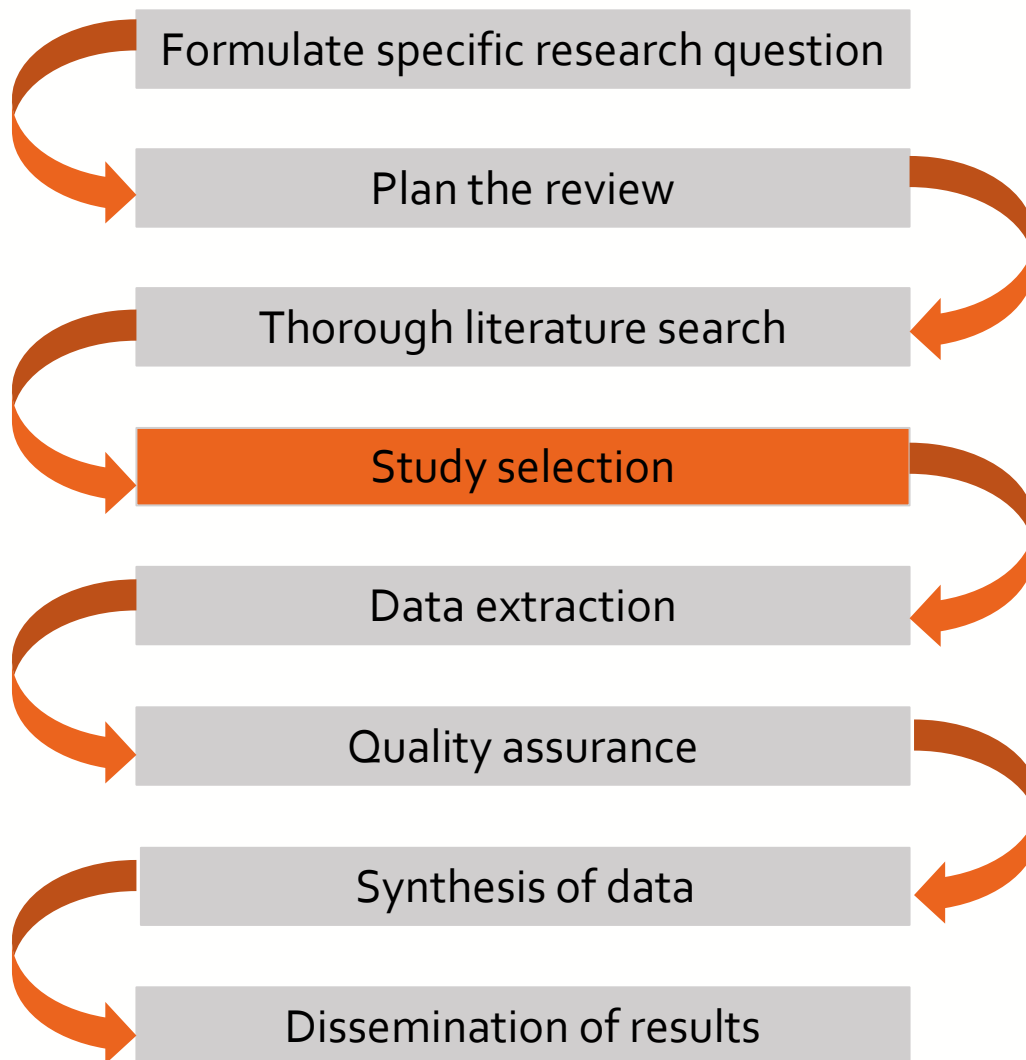 Formulate specific research question
Plan the review
Thorough literature search
Study selection
Data extraction
Quality assurance
Synthesis of data
Dissemination of results